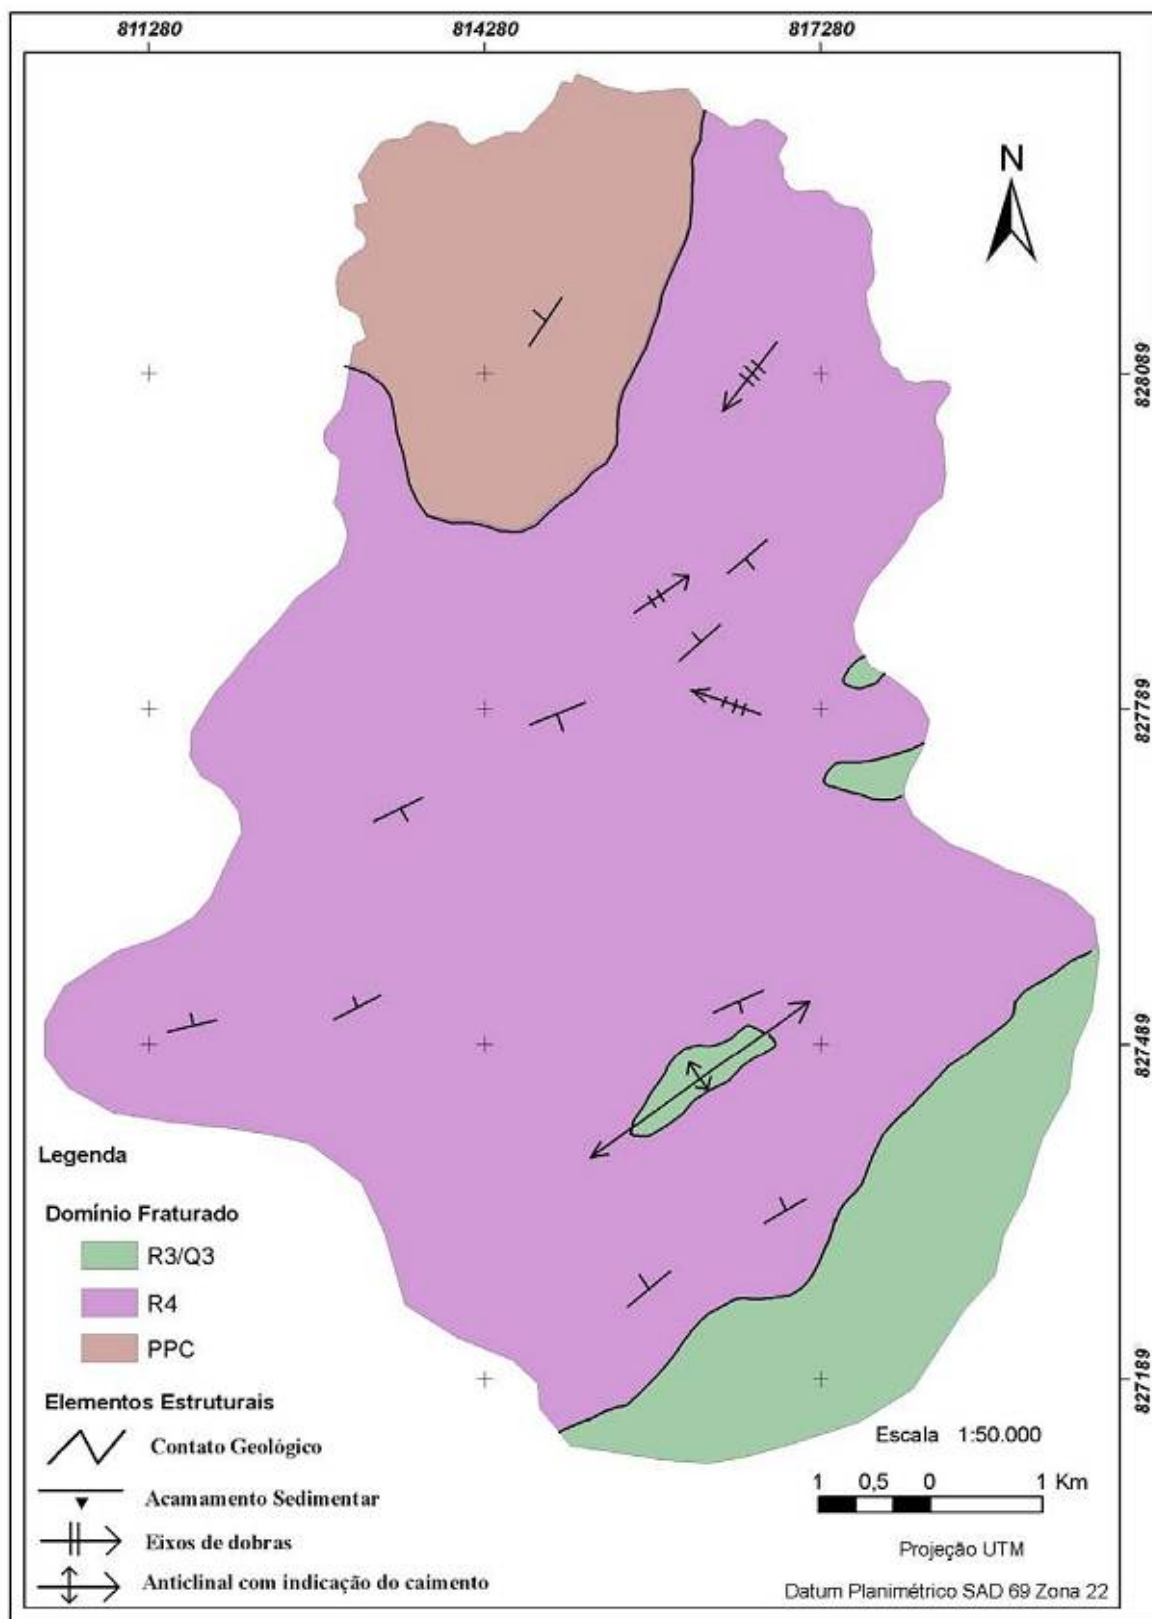 811280 814280 817280
N
828089
827789
827489
827189
Legenda
Domínio Fraturado
R3/Q3
R4
PPC
Elementos Estruturais
Contato Geológico
Acamamento Sedimentar
Eixos de dobras
Anticlinal com indicação do caimento
Escala 1:50.000
1 0,5 0 1 Km
Projeção UTM
Datum Planimétrico SAD 69 Zona 22